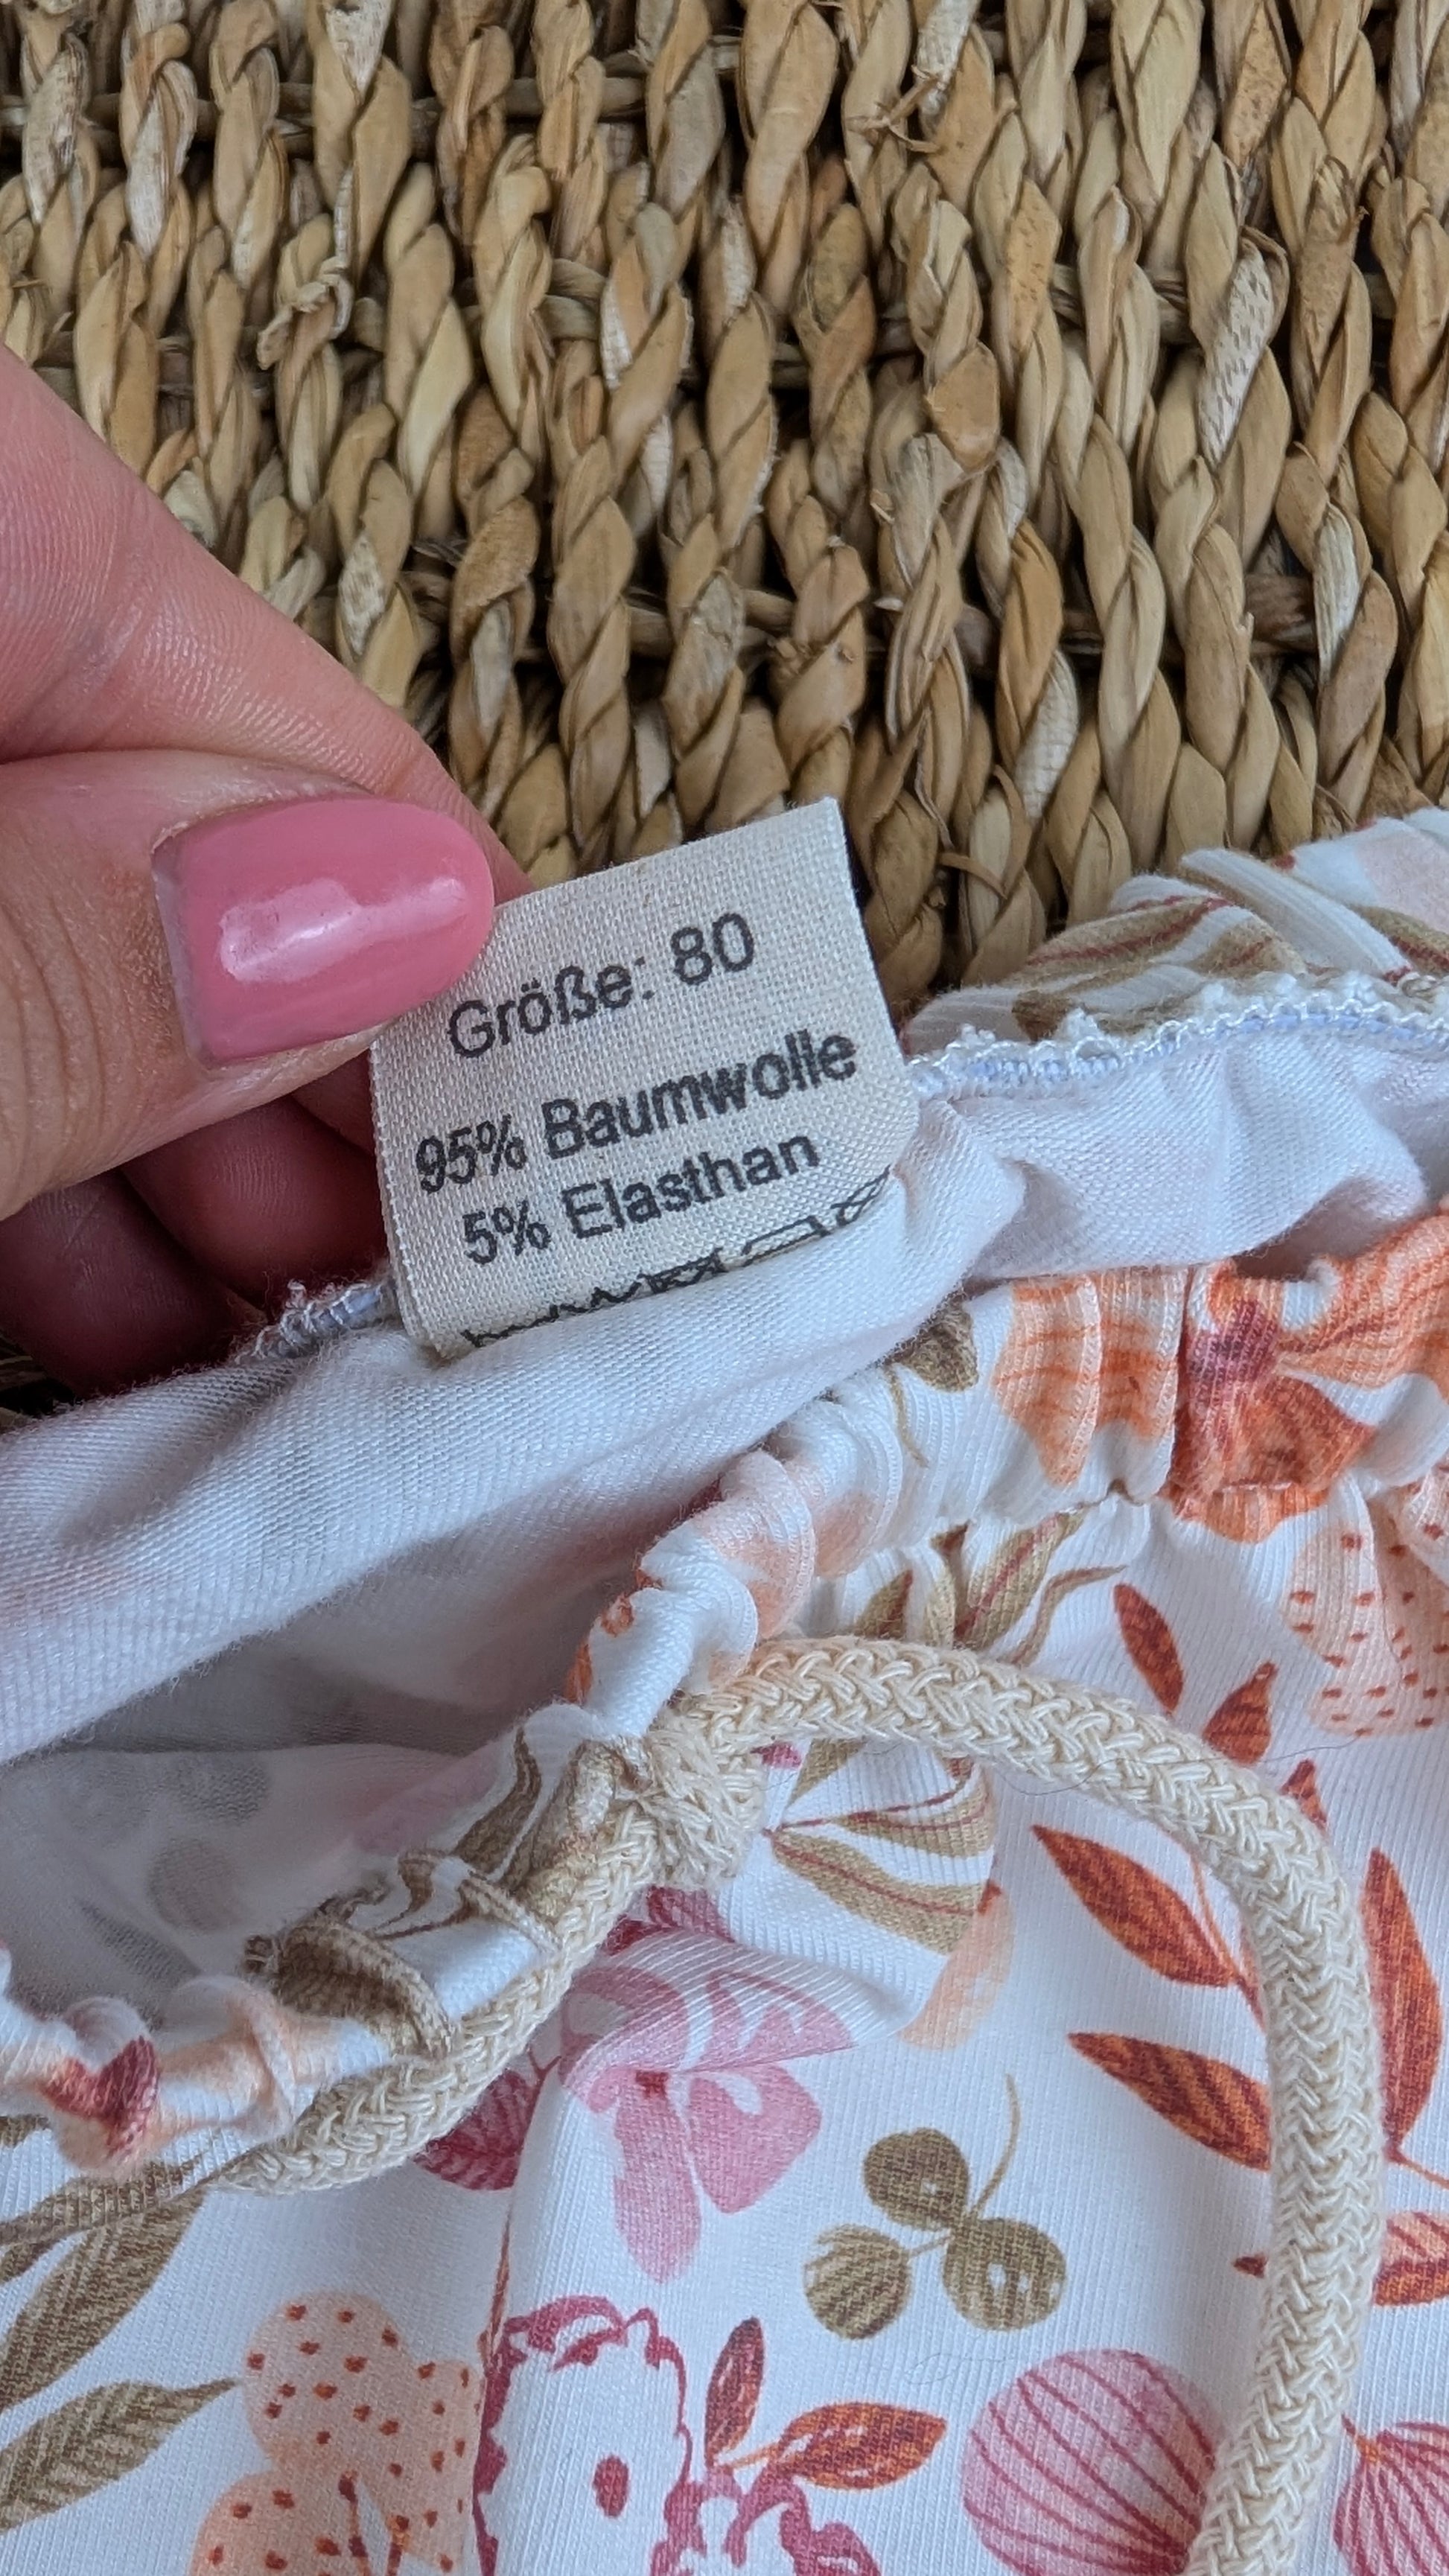 Größe: 80
95% Baumwolle
5% Elasthan